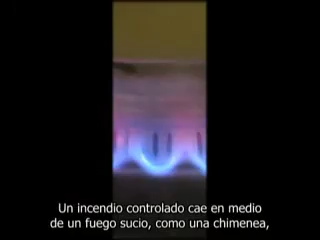 Un incendio controlado cae en medio
de un fuego sucio, como una chimenea,